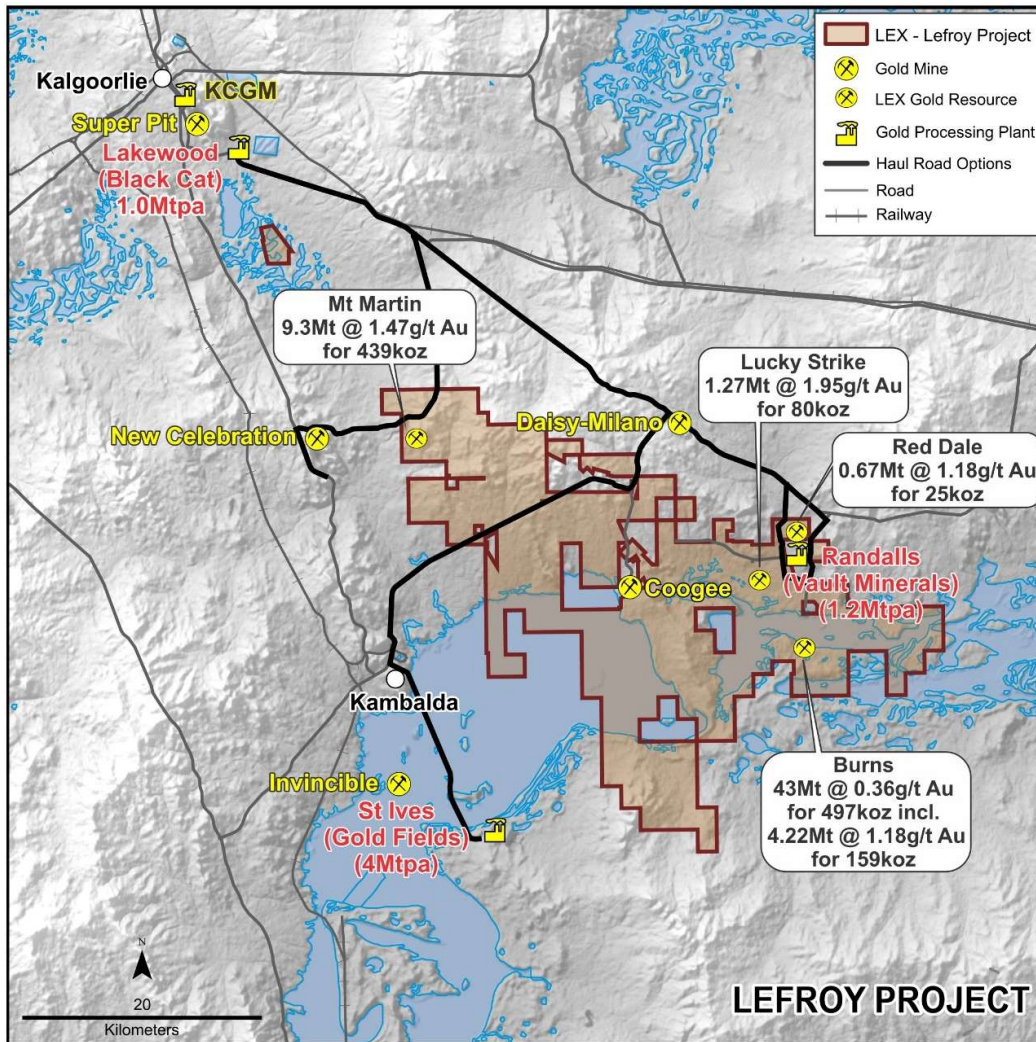 LEX - Lefroy Project
Gold Mine
LEX Gold Resource
Gold Processing Plant
Haul Road Options
Road
Railway
Kalgoorlie
KCGM
Super Pit
Lakewood
(Black Cat)
1.0Mtpa
Mt Martin
9.3Mt @ 1.47g/t Au
for 439koz
Lucky Strike
1.27Mt @ 1.95g/t Au
for 80koz
New Celebration
Daisy-Milano
Red Dale
0.67Mt @ 1.18g/t Au
for 25koz
Randalls
(Vault Minerals)
(1.2Mtpa)
Coogee
Kambalda
Burns
43Mt @ 0.36g/t Au
for 497koz incl.
4.22Mt @ 1.18g/t Au
for 159koz
Invincible
St Ives
(Gold Fields)
(4Mtpa)
N
20
Kilometers
LEFROY PROJECT